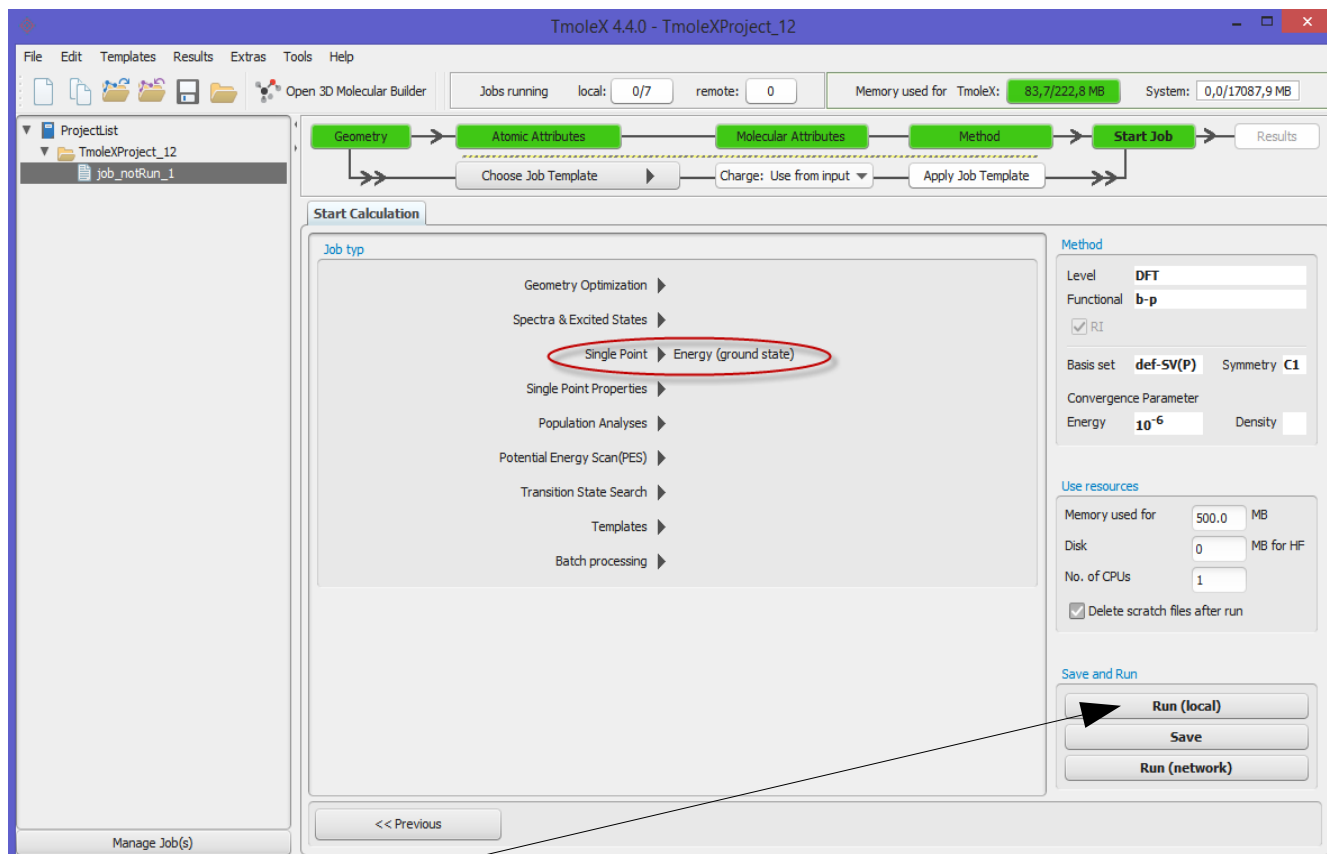 TmoleX 4.4.0 - TmoleXProject_12
File Edit Templates Results Extras Tools Help
Open 3D Molecular Builder Jobs running local: 0/7 remote: 0 Memory used for TmoleX: 83,7/222,8 MB System: 0,0/17087,9 MB
ProjectList
TmoleXProject_12
job_notRun_1
Manage Job(s)
Geometry Atomic Attributes Molecular Attributes Method Start Job Results
Choose Job Template Charge: Use from input Apply Job Template
Start Calculation
Job typ
Geometry Optimization
Spectra & Excited States
Single Point Energy (ground state)
Single Point Properties
Population Analyses
Potential Energy Scan(PES)
Transition State Search
Templates
Batch processing
Method
Level DFT
Functional b-p
RI
Basis set def-SV(P) Symmetry C1
Convergence Parameter
Energy 10⁻⁶ Density
Use resources
Memory used for 500.0 MB
Disk 0 MB for HF
No. of CPUs 1
Delete scratch files after run
Save and Run
Run (local)
Save
Run (network)
<< Previous